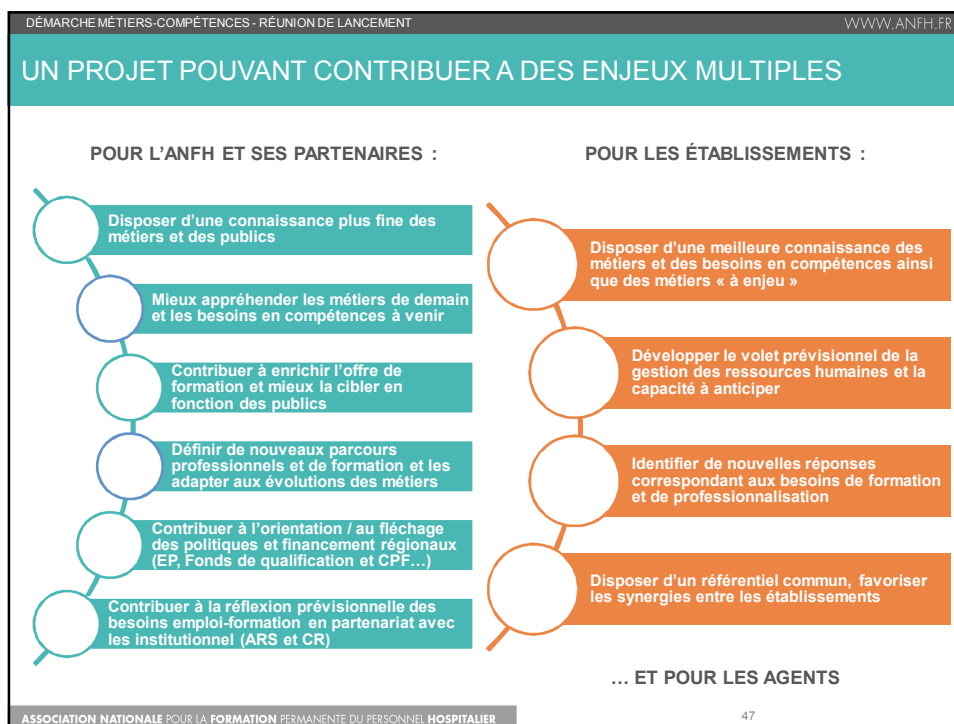 DÉMARCHE MÉTIERS-COMPÉTENCES - RÉUNION DE LANCEMENT
WWW.ANFH.FR
UN PROJET POUVANT CONTRIBUER A DES ENJEUX MULTIPLES
POUR L'ANFH ET SES PARTENAIRES :
Disposer d'une connaissance plus fine des
métiers et des publics
Mieux appréhender les métiers de demain
et les besoins en compétences à venir
Contribuer à enrichir l'offre de
formation et mieux la cibler en
fonction des publics
Définir de nouveaux parcours
professionnels et de formation et les
adapter aux évolutions des métiers
Contribuer à l'orientation / au fléchage
des politiques et financement régionaux
(EP, Fonds de qualification et CPF…)
Contribuer à la réflexion prévisionnelle des
besoins emploi-formation en partenariat avec
les institutionnel (ARS et CR)
POUR LES ÉTABLISSEMENTS :
Disposer d'une meilleure connaissance des
métiers et des besoins en compétences ainsi
que des métiers « à enjeu »
Développer le volet prévisionnel de la
gestion des ressources humaines et la
capacité à anticiper
Identifier de nouvelles réponses
correspondant aux besoins de formation
et de professionnalisation
Disposer d'un référentiel commun, favoriser
les synergies entre les établissements
… ET POUR LES AGENTS
ASSOCIATION NATIONALE POUR LA FORMATION PERMANENTE DU PERSONNEL HOSPITALIER
47